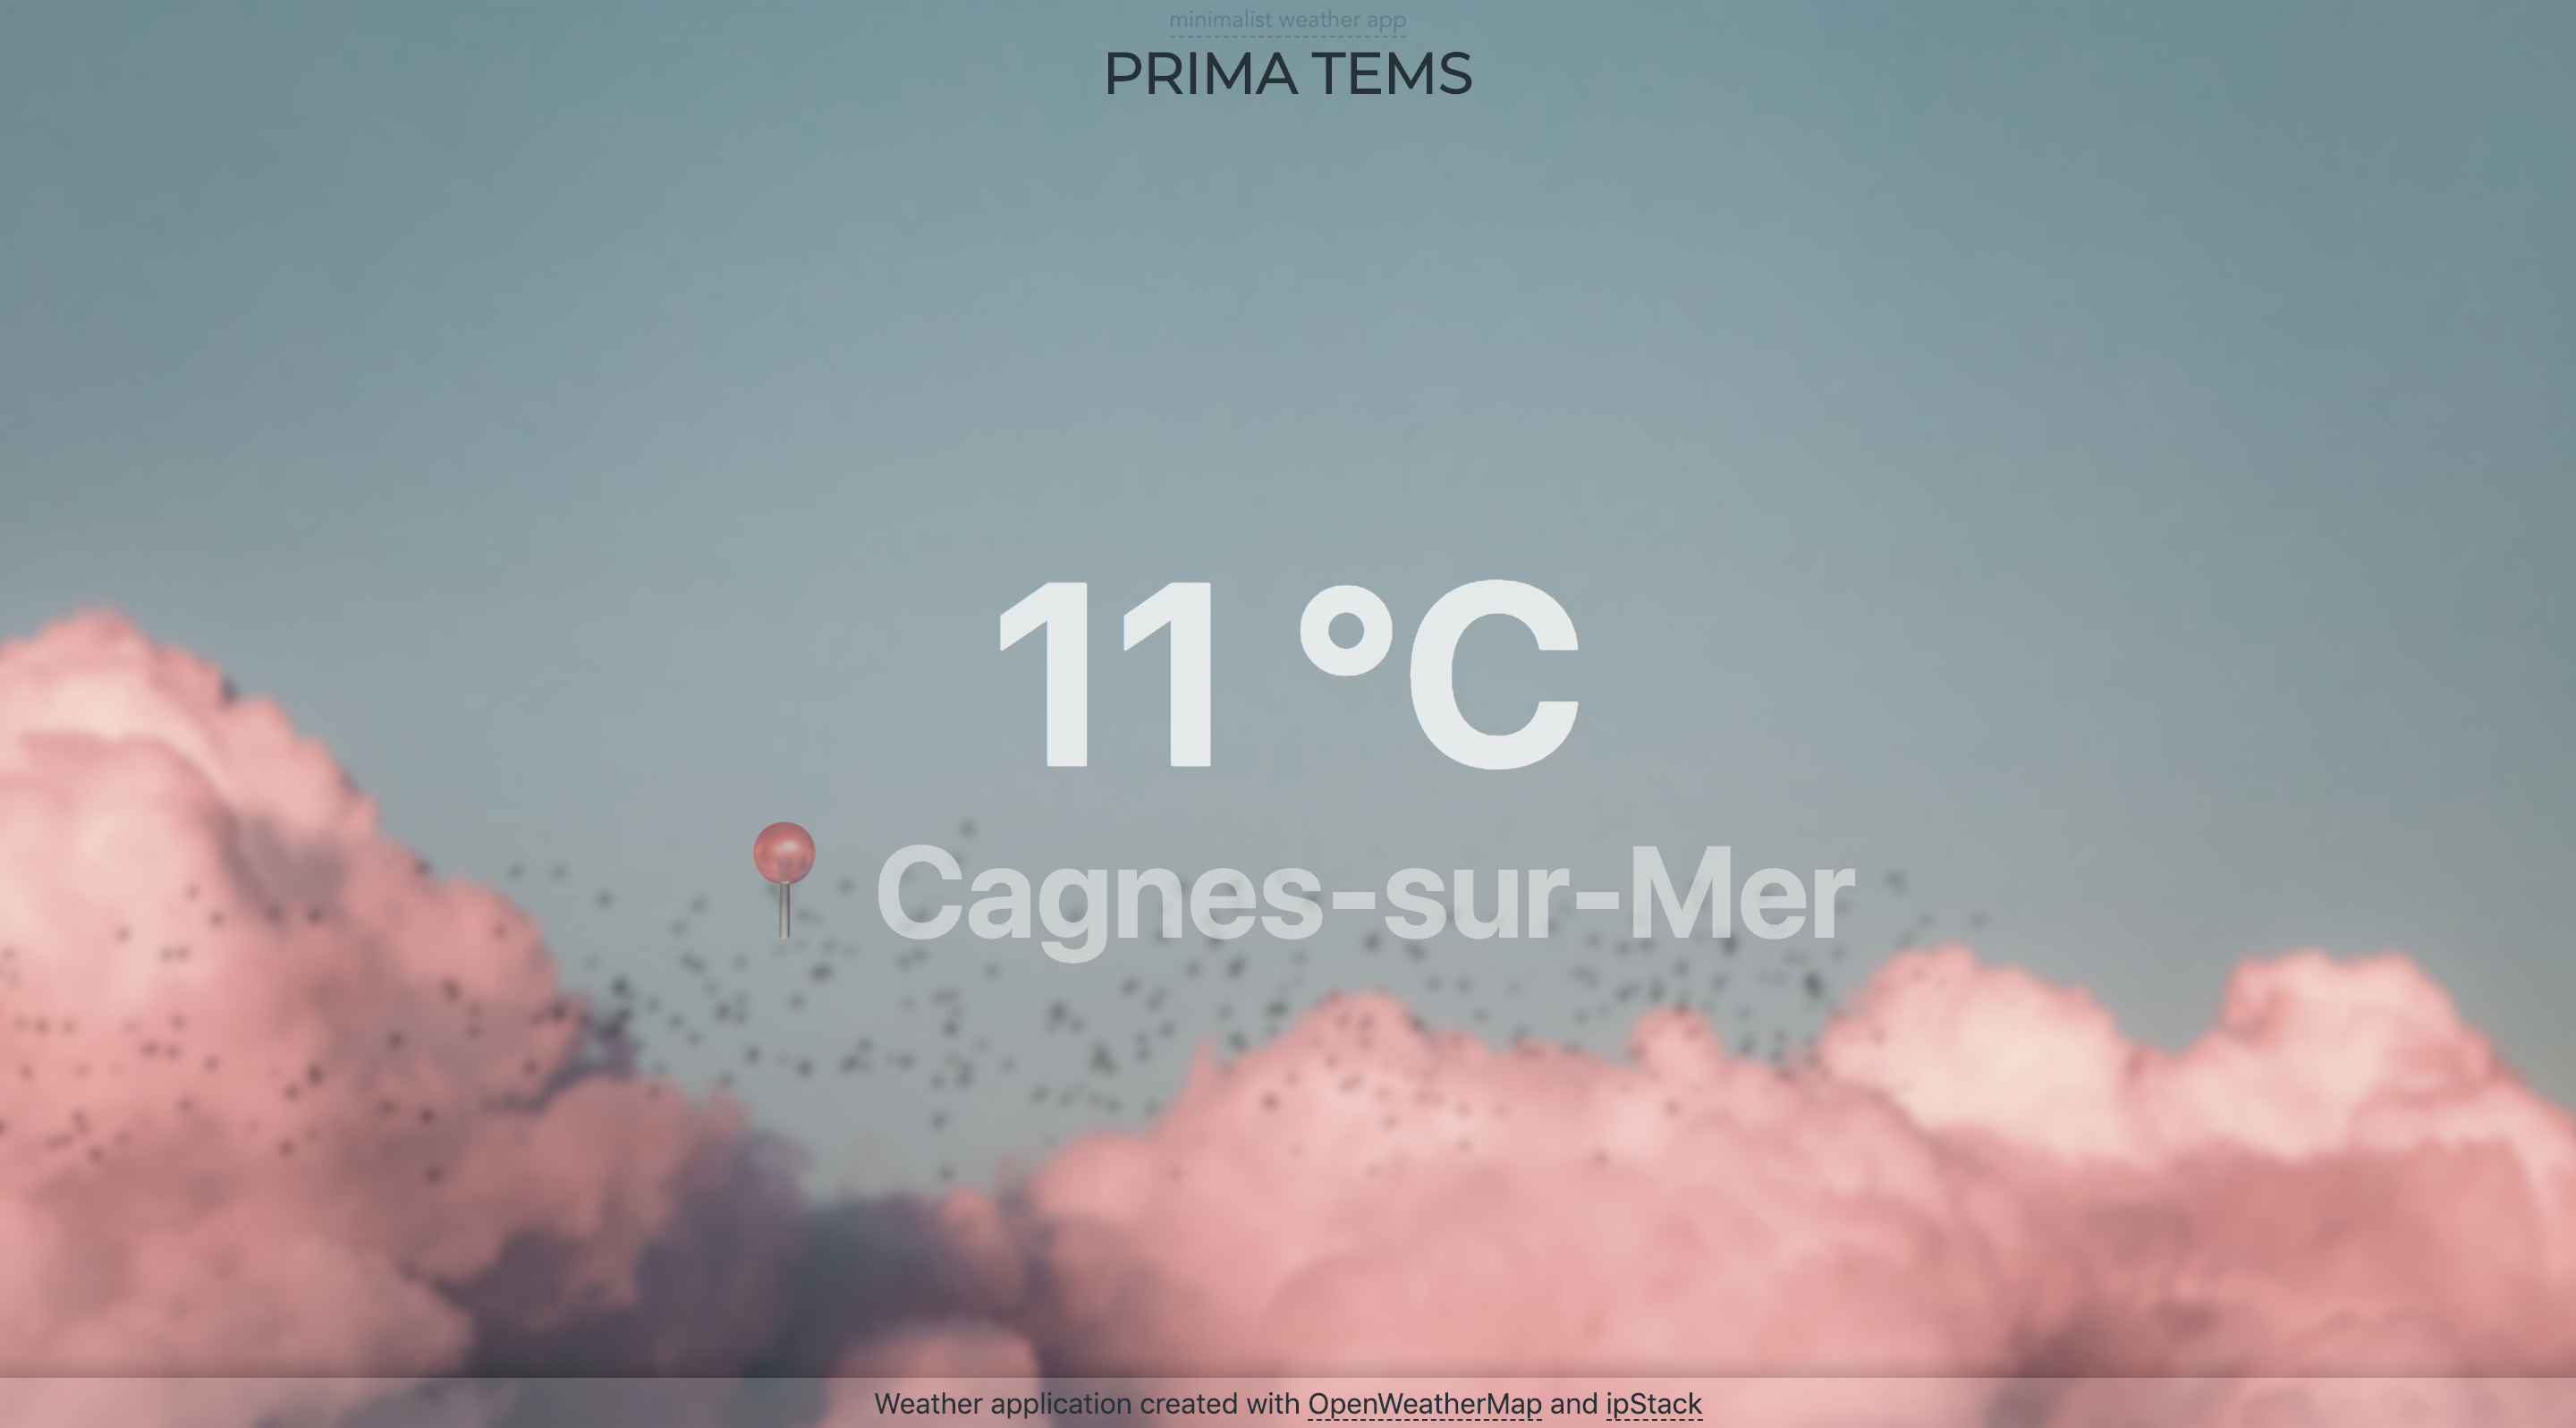 minimalist weather app
PRIMA TEMS
11 °C
Cagnes-sur-Mer
Weather application created with OpenWeatherMap and ipStack